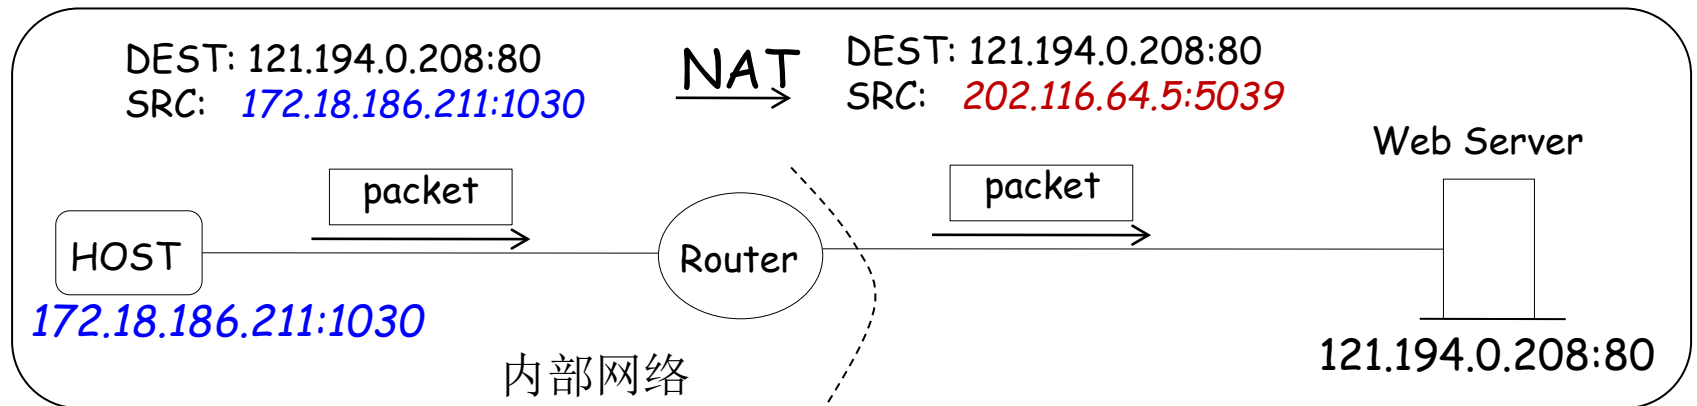 DEST: 121.194.0.208:80
SRC: 172.18.186.211:1030
NAT
DEST: 121.194.0.208:80
SRC: 202.116.64.5:5039
Web Server
packet
packet
HOST
Router
172.18.186.211:1030
121.194.0.208:80
内部网络